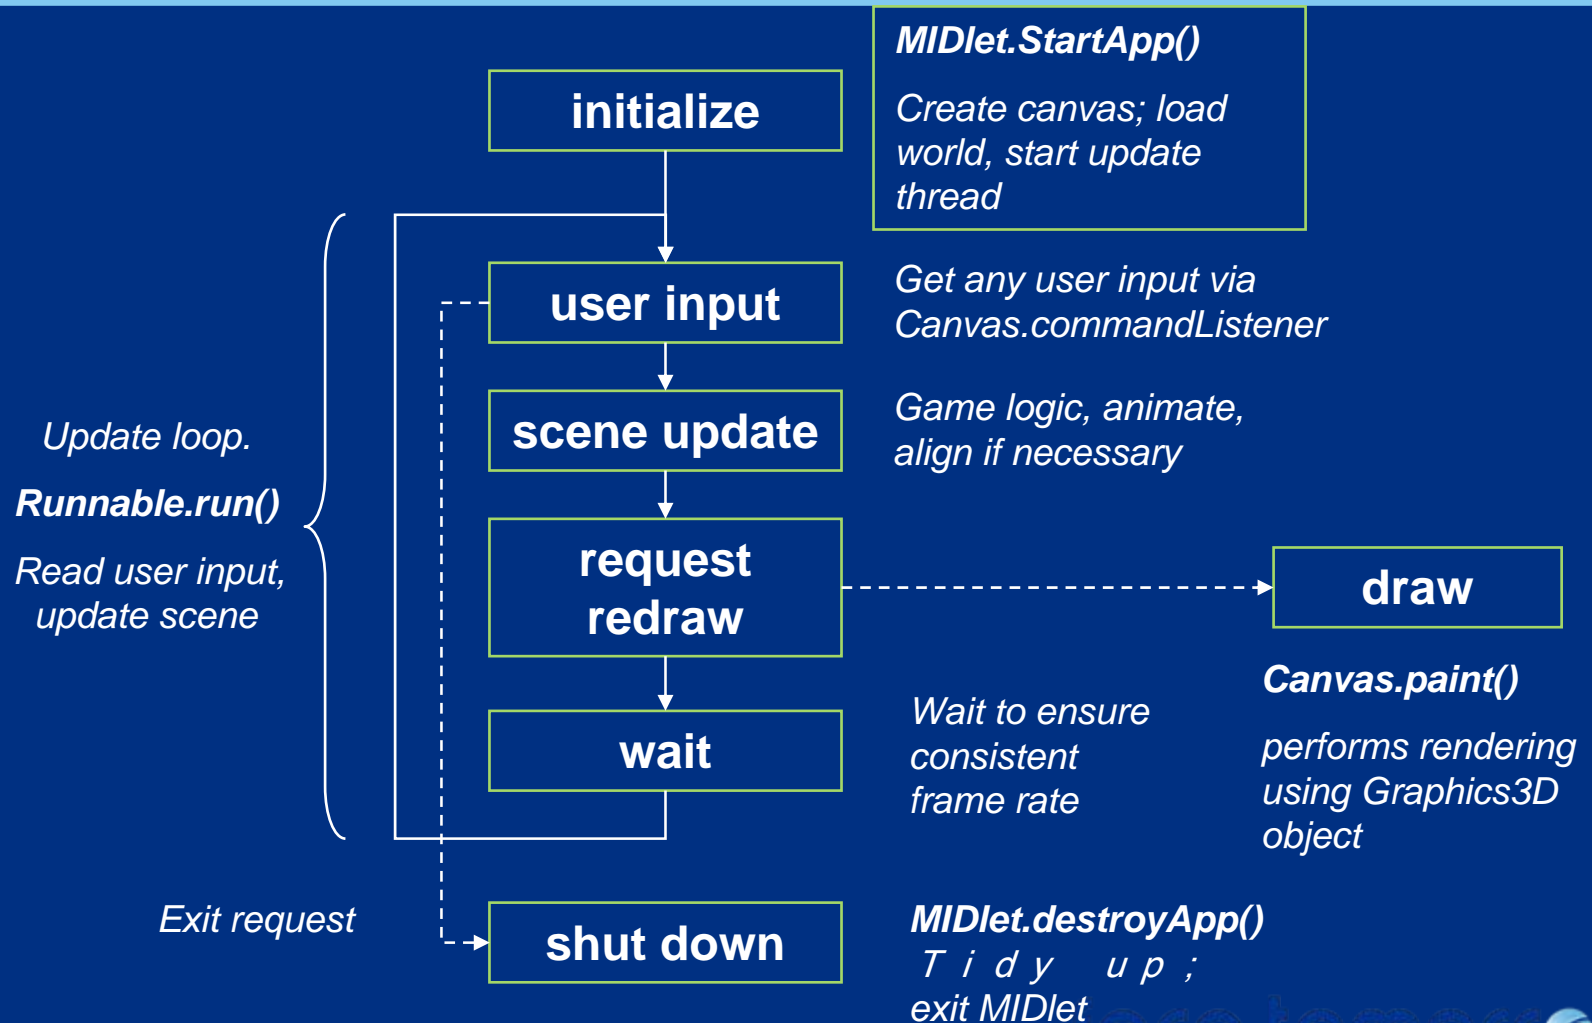 MIDlet.StartApp()
initialize
Create canvas; load
world, start update
thread
user input
Get any user input via
Canvas.commandListener
scene update
Game logic, animate,
align if necessary
Update loop.
Runnable.run()
Read user input,
update scene
request
redraw
draw
Canvas.paint()
performs rendering
using Graphics3D
object
wait
Wait to ensure
consistent
frame rate
Exit request
shut down
MIDlet.destroyApp()
Tidy up;
exit MIDlet